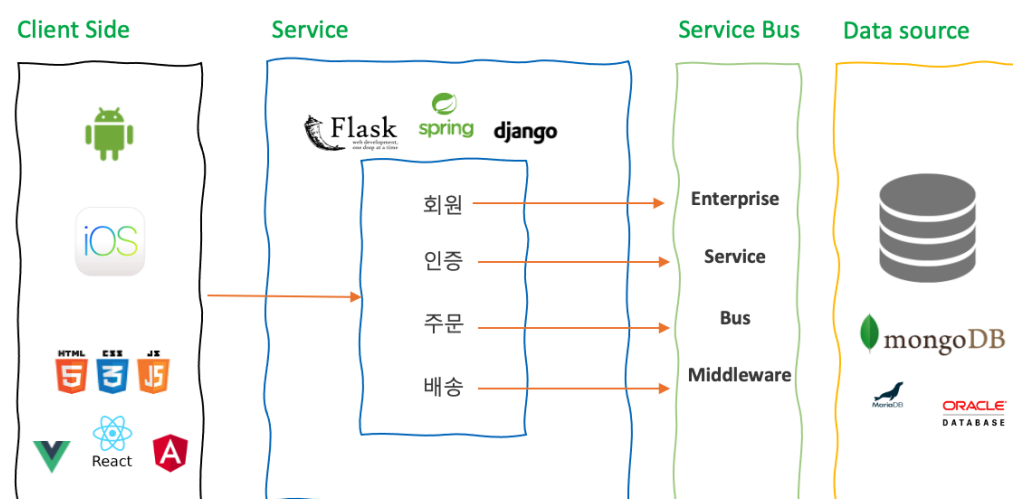 Client Side
Service
Service Bus
Data source
Flask
web development,
one drop at a time
spring
django
회원
Enterprise
iOS
인증
Service
주문
Bus
mongoDB
HTML
CSS
JS
5
3
JS
배송
Middleware
MariaDB
ORACLE
DATABASE
React
A